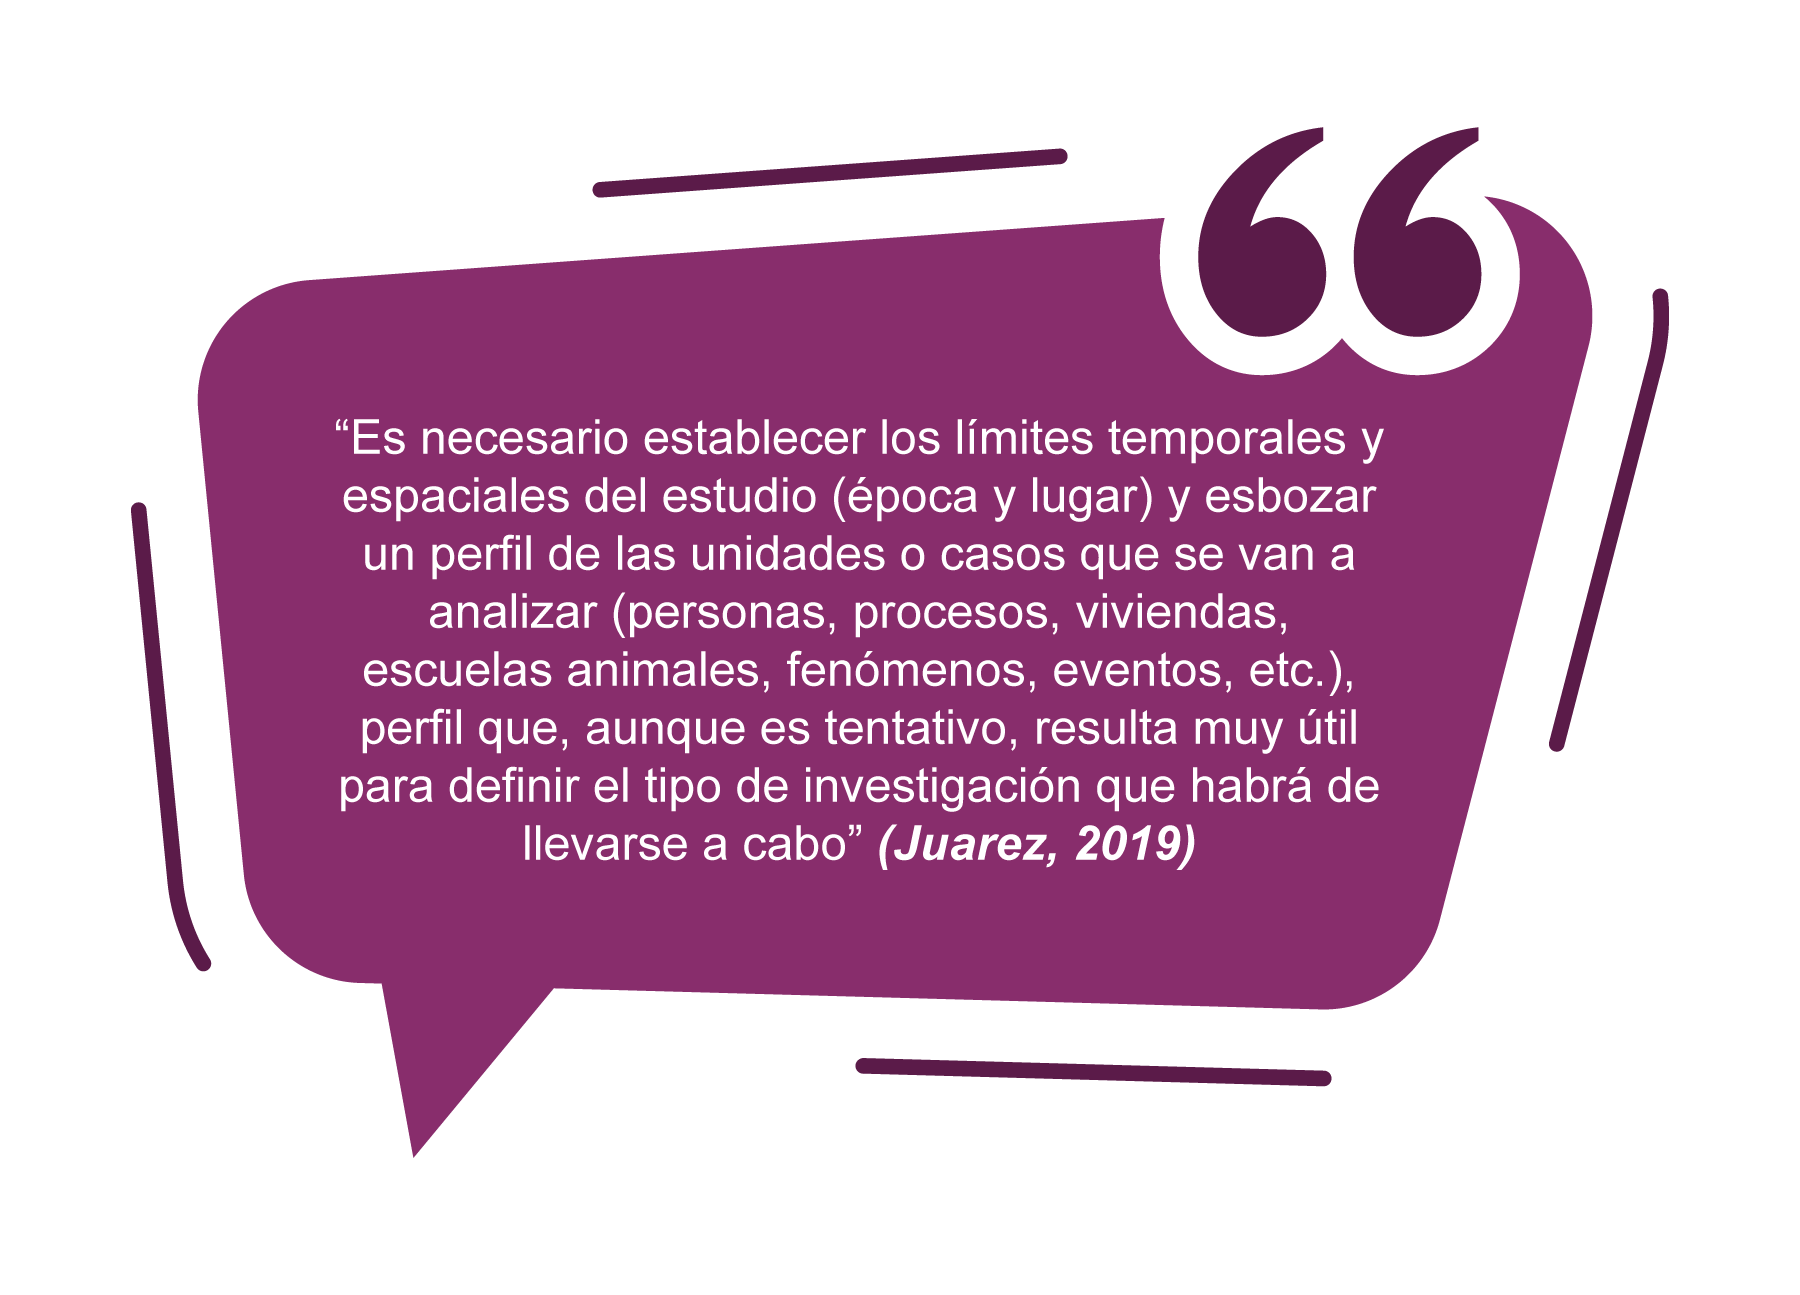 “Es necesario establecer los límites temporales y
espaciales del estudio (época y lugar) y esbozar
un perfil de las unidades o casos que se van a
analizar (personas, procesos, viviendas,
escuelas animales, fenómenos, eventos, etc.),
perfil que, aunque es tentativo, resulta muy útil
para definir el tipo de investigación que habrá de
llevarse a cabo” (Juarez, 2019)